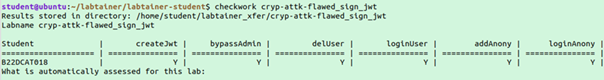 student@ubuntu:~/labtainer/labtainer-student$ checkwork cryp-attk-flawed_sign_jwt
Results stored in directory: /home/student/labtainer_xfer/cryp-attk-flawed_sign_jwt
Labname cryp-attk-flawed_sign_jwt
Student | createJwt | bypassAdmin | delUser | loginUser | addAnony | loginAnony |
==================== | =============== | =============== | =============== | =============== | =============== | =============== |
B22DCAT018 | Y | Y | Y | Y | Y | Y |
What is automatically assessed for this lab: